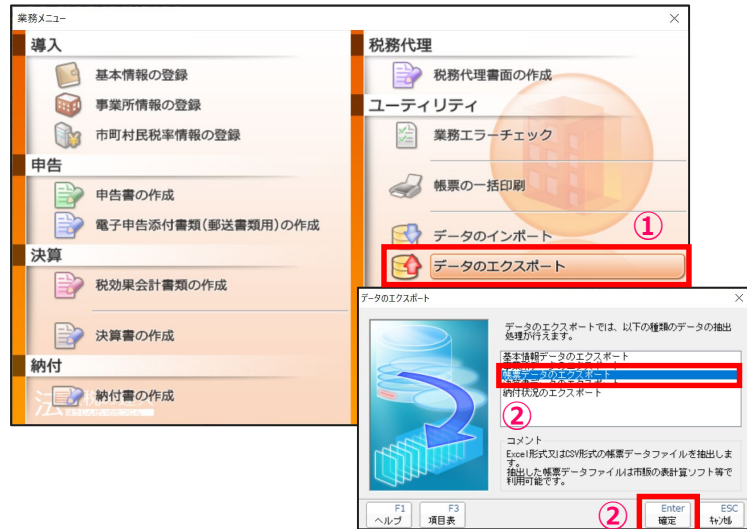 業務メニュー
導入
基本情報の登録
事業所情報の登録
市町村民税率情報の登録
申告
申告書の作成
電子申告添付書類(郵送書類用)の作成
決算
税効果会計書類の作成
決算書の作成
納付
納付書の作成
税務代理
税務代理書面の作成
ユーティリティ
業務エラーチェック
帳票の一括印刷
データのインポート
①
データのエクスポート
データのエクスポート
データのエクスポートでは、以下の種類のデータの抽出
処理が行えます。
基本情報データのエクスポート
帳票データのエクスポート
納付状況のエクスポート
②
コメント
Excel形式又はCSV形式の帳票データファイルを抽出しま
す。
抽出した帳票データファイルは市販の表計算ソフト等で
利用可能です。
F1
ヘルプ
F3
項目表
②
Enter
確定
ESC
キャンセル